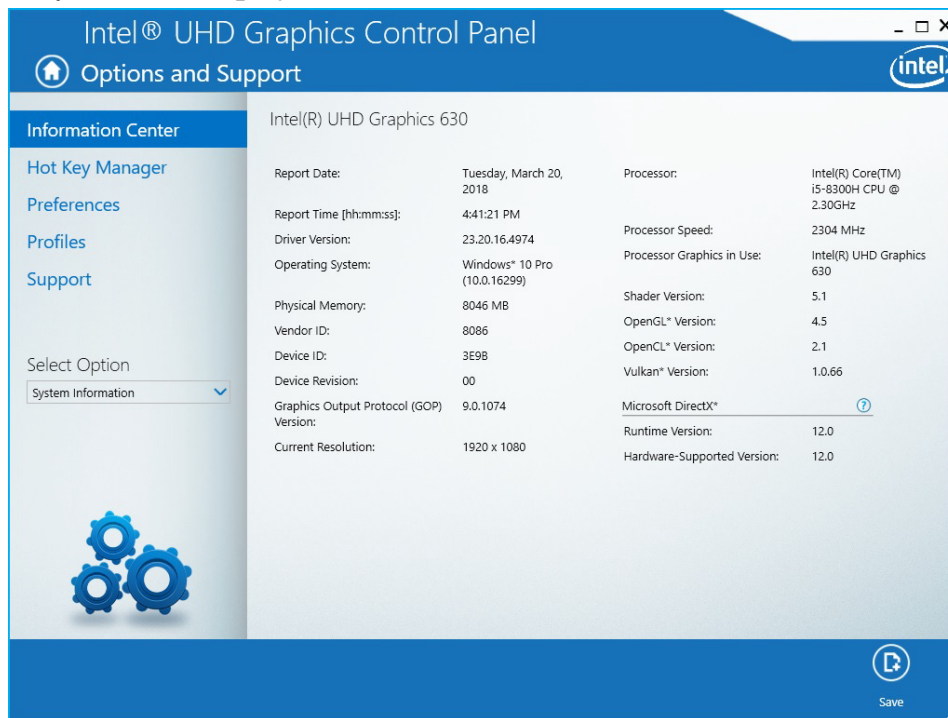 Intel® UHD Graphics Control Panel
Options and Support
intel
Information Center
Hot Key Manager
Preferences
Profiles
Support
Select Option
System Information
Intel(R) UHD Graphics 630
Report Date: Tuesday, March 20,
2018
Report Time [hh:mm:ss]: 4:41:21 PM
Driver Version: 23.20.16.4974
Operating System: Windows* 10 Pro
(10.0.16299)
Physical Memory: 8046 MB
Vendor ID: 8086
Device ID: 3E9B
Device Revision: 00
Graphics Output Protocol (GOP) 9.0.1074
Version:
Current Resolution: 1920 x 1080
Processor: Intel(R) Core(TM)
i5-8300H CPU @
2.30GHz
Processor Speed: 2304 MHz
Processor Graphics in Use: Intel(R) UHD Graphics
630
Shader Version: 5.1
OpenGL* Version: 4.5
OpenCL* Version: 2.1
Vulkan* Version: 1.0.66
Microsoft DirectX* ?
Runtime Version: 12.0
Hardware-Supported Version: 12.0
Save